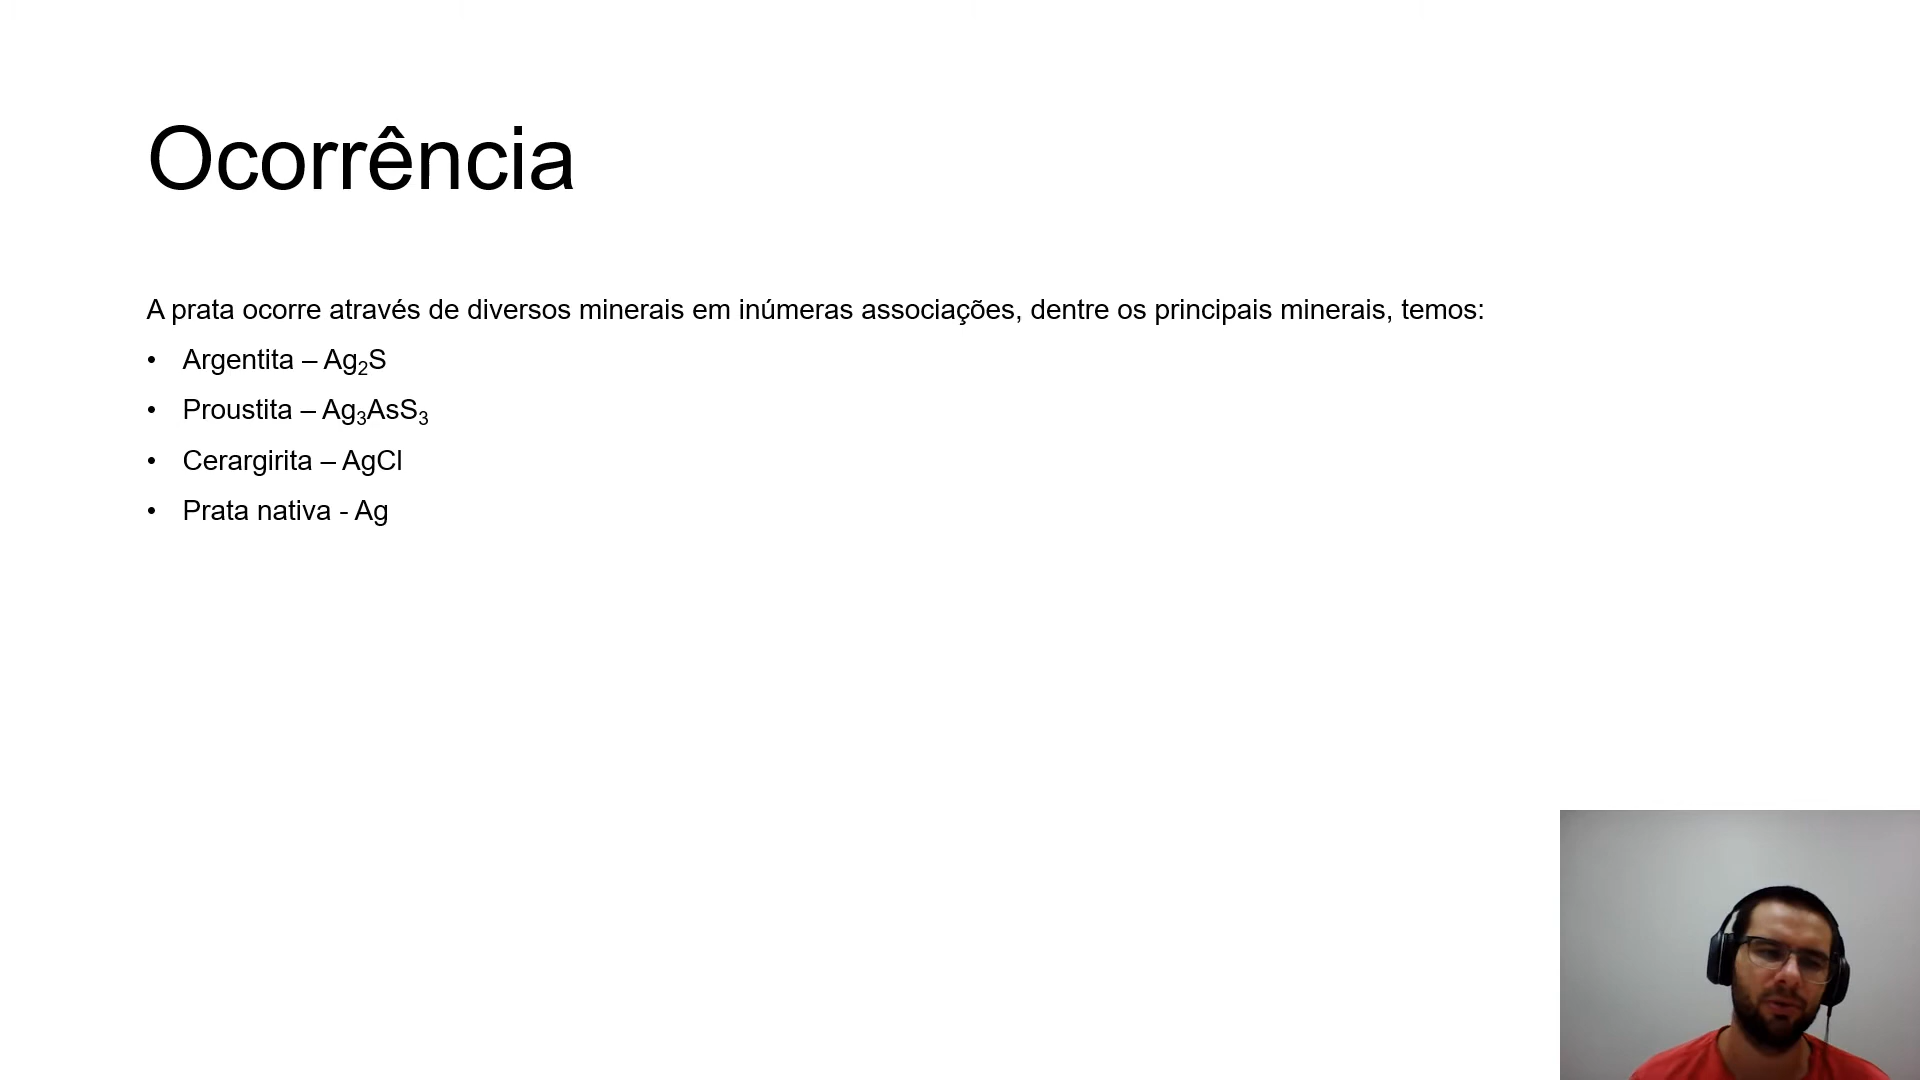 Ocorrência
A prata ocorre através de diversos minerais em inúmeras associações, dentre os principais minerais, temos:
• Argentita – Ag₂S
• Proustita – Ag₃AsS₃
• Cerargirita – AgCl
• Prata nativa - Ag